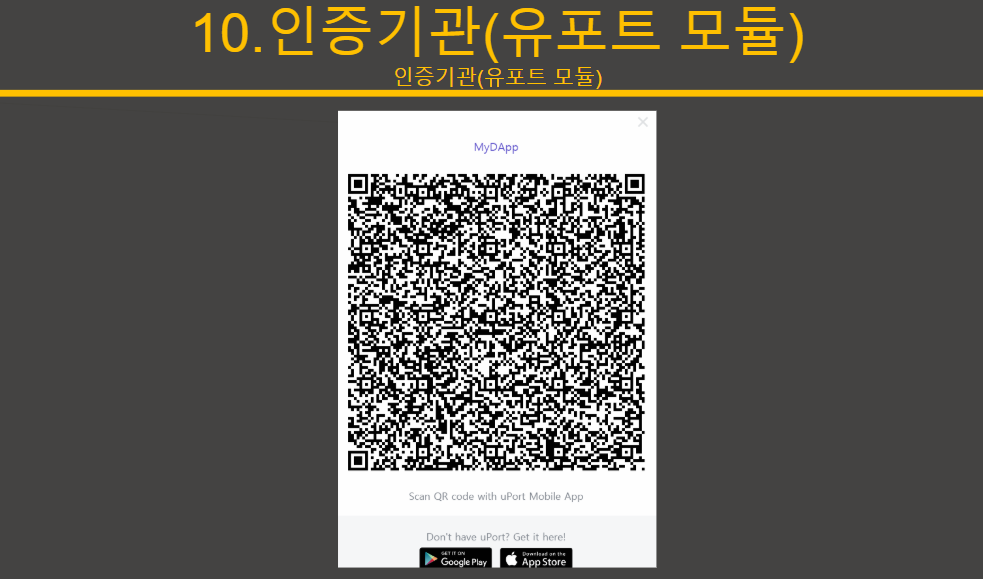 10.인증기관(유포트 모듈)
인증기관(유포트 모듈)
MyDApp
Scan QR code with uPort Mobile App
Don't have uPort? Get it here!
GET IT ON
Google Play
Download on the
App Store